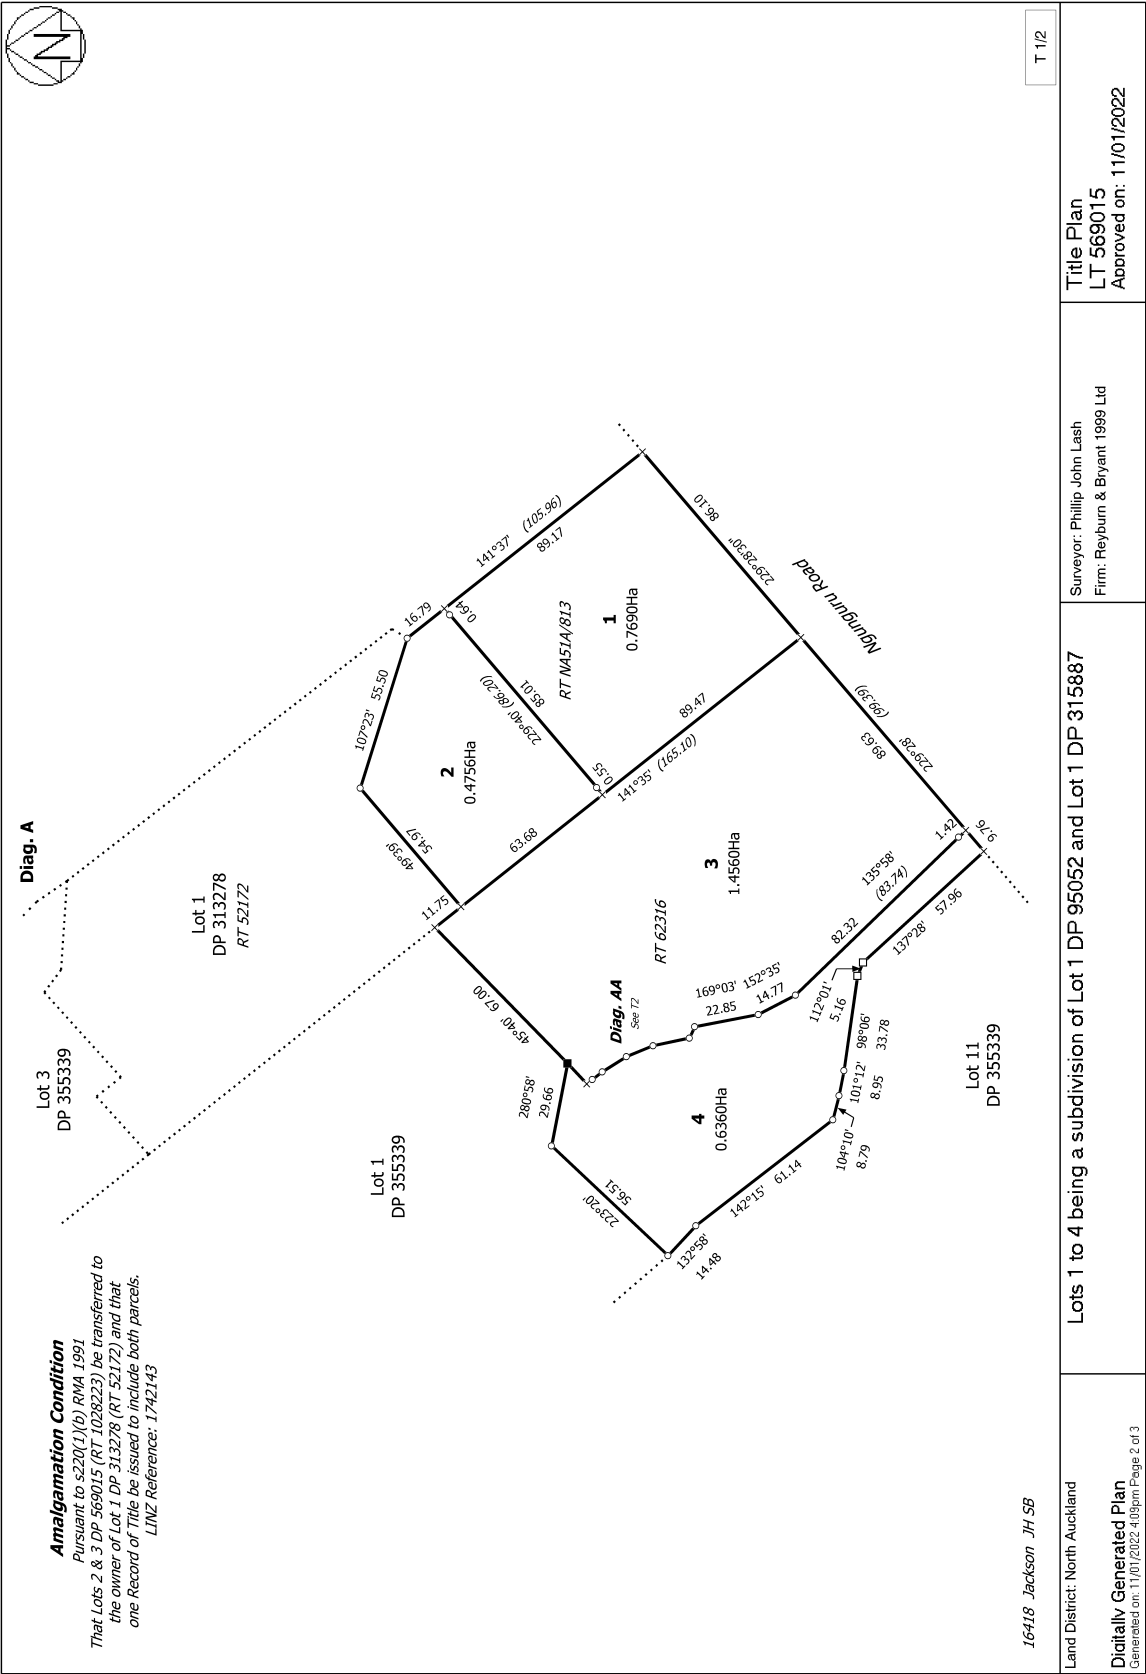 N
T 1/2
Diag. A
Amalgamation Condition
Pursuant to s220(1)(b) RMA 1991
That Lots 2 & 3 DP 569015 (RT 1028223) be transferred to
the owner of Lot 1 DP 313278 (RT 52172) and that
one Record of Title be issued to include both parcels.
LINZ Reference: 1742143
Lot 3
DP 355339
Lot 1
DP 313278
RT 52172
Lot 1
DP 355339
107°23' 55.50
16.79
141°37' (105.96)
89.17
0.64
49°39'
54.97
2
0.4756Ha
229°40' (86.20)
85.01
RT NA51A/813
1
0.7690Ha
229°28'30"
86.10
11.75
63.68
0.55
141°35' (165.10)
89.47
Ngunguru Road
45°40' 67.00
280°58'
29.66
223°20'
56.51
Diag. AA
See T2
RT 62316
3
1.4560Ha
4
0.6360Ha
169°03'
22.85
152°35'
14.77
135°58'
(83.74)
82.32
1.42
229°28' (99.39)
89.63
9.76
137°28' 57.96
112°01'
5.16
98°06'
33.78
101°12'
8.95
104°10'
8.79
142°15' 61.14
132°58'
14.48
Lot 11
DP 355339
16418 Jackson JH SB
Land District: North Auckland
Digitally Generated Plan
Generated on: 11/01/2022 4:09pm Page 2 of 3
Lots 1 to 4 being a subdivision of Lot 1 DP 95052 and Lot 1 DP 315887
Surveyor: Phillip John Lash
Firm: Reyburn & Bryant 1999 Ltd
Title Plan
LT 569015
Approved on: 11/01/2022